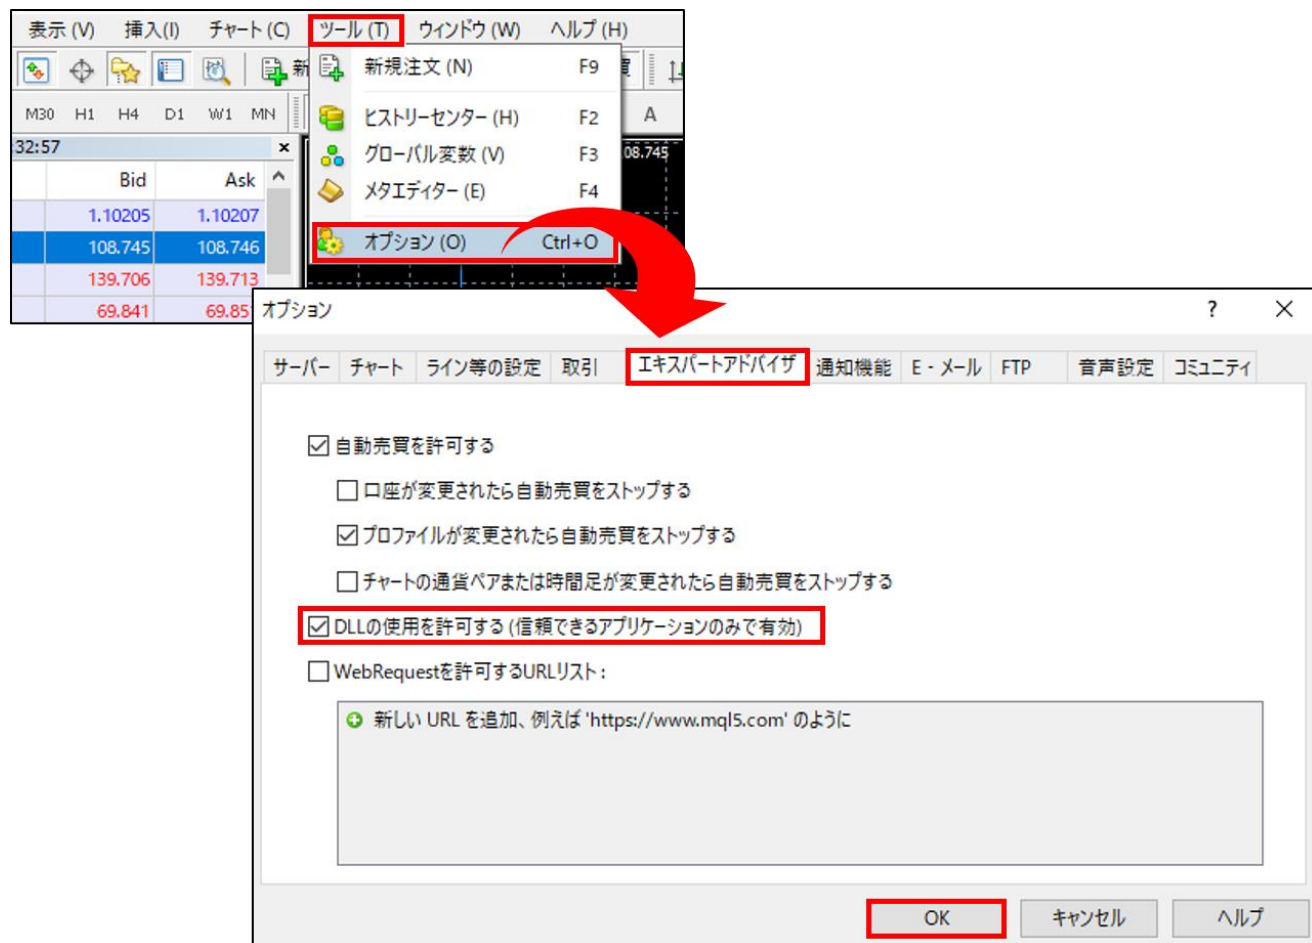 表示 (V) 挿入(I) チャート (C) ツール (T) ウィンドウ (W) ヘルプ (H)
新
新規注文 (N) F9
M30 H1 H4 D1 W1 MN
ヒストリーセンター (H) F2
A
32:57
グローバル変数 (V) F3
08.745
Bid Ask
メタエディター (E) F4
1.10205 1.10207
108.745 108.746
オプション (O) Ctrl+O
139.706 139.713
69.841 69.85
オプション ?
サーバー チャート ライン等の設定 取引 エキスパートアドバイザ 通知機能 E - メール FTP 音声設定 コミュニティ
自動売買を許可する
口座が変更されたら自動売買をストップする
プロファイルが変更されたら自動売買をストップする
チャートの通貨ペアまたは時間足が変更されたら自動売買をストップする
DLLの使用を許可する (信頼できるアプリケーションのみで有効)
WebRequestを許可するURLリスト :
新しい URL を追加、例えば 'https://www.mql5.com' のように
OK キャンセル ヘルプ